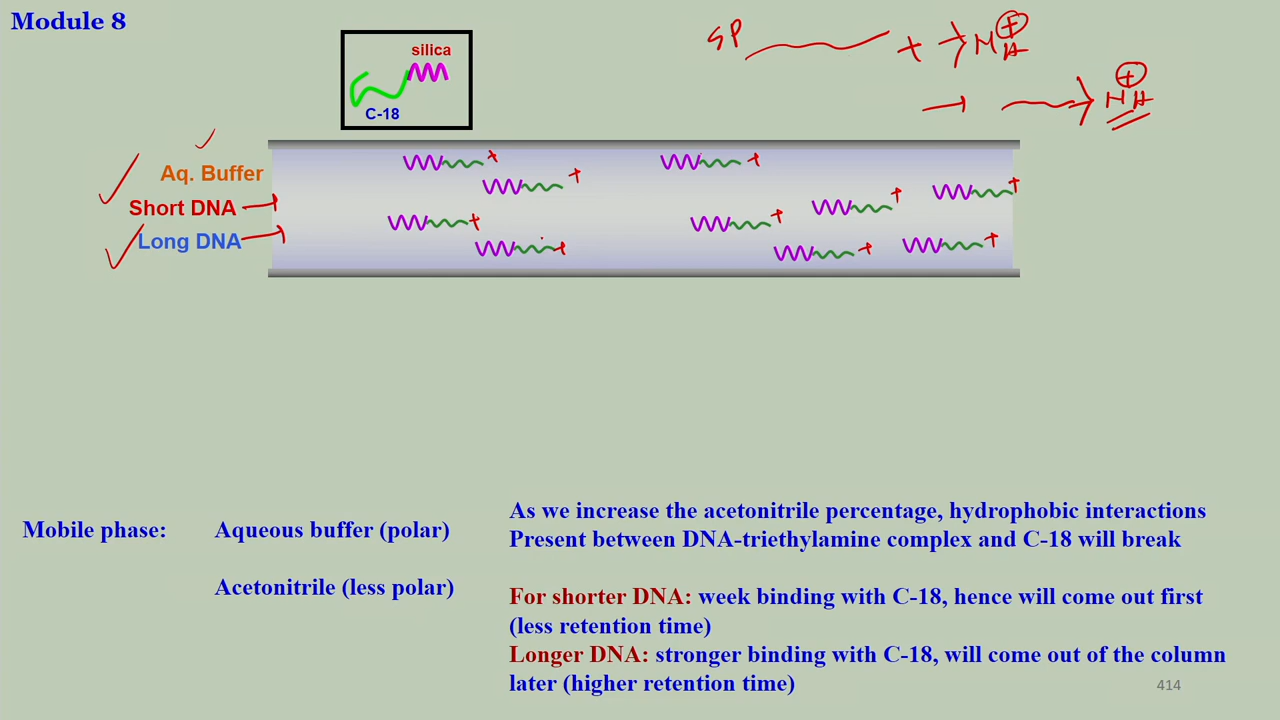 Module 8
silica
C-18
SP + NH +
→ NH +
Aq. Buffer
Short DNA
Long DNA
+ + + + + + + + + +
Mobile phase: Aqueous buffer (polar)
Acetonitrile (less polar)
As we increase the acetonitrile percentage, hydrophobic interactions
Present between DNA-triethylamine complex and C-18 will break
For shorter DNA: week binding with C-18, hence will come out first
(less retention time)
Longer DNA: stronger binding with C-18, will come out of the column
later (higher retention time)
414